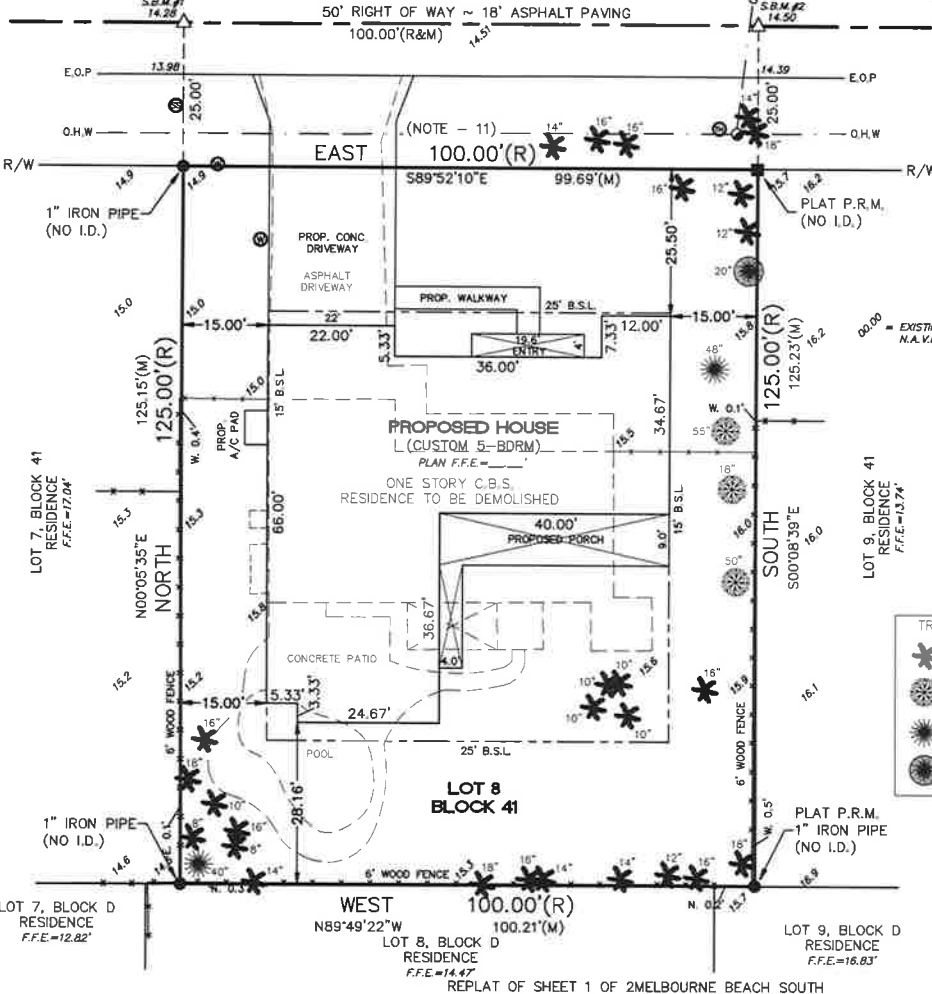 S.B.M.#1
14.28
50' RIGHT OF WAY ~ 18' ASPHALT PAVING
100.00'(R&M)
14.51
S.B.M.#2
14.50
E.O.P
13.98
14.39
E.O.P
25.00'
25.00'
O.H.W
(NOTE - 11)
14"
16"
16"
14"
18"
O.H.W
R/W
EAST 100.00'(R)
R/W
14.9
14.9
S89°52'10"E 99.69'(M)
15.7
16.2
1" IRON PIPE
(NO I.D.)
16"
12"
PLAT P.R.M.
(NO I.D.)
12"
20"
PROP. CONC.
DRIVEWAY
ASPHALT
DRIVEWAY
25.50'
PROP. WALKWAY
25' B.S.L.
15.0
15.0
15.00'
22'
22.00'
5.33'
19.6'
ENTRY
4'
36.00'
7.33'
12.00'
15.00'
15.8
16.2
00.00 = EXISTI
N.A.V.
125.15'(M)
125.00'(R)
15.0
15' B.S.L.
48"
34.67'
125.00'(R)
125.23'(M)
W. 0.4'
PROP.
A/C PAD
PROPOSED HOUSE
(CUSTOM 5-BDRM)
PLAN F.F.E.=____'
15.5
W. 0.1'
55"
ONE STORY C.B.S.
RESIDENCE TO BE DEMOLISHED
LOT 7, BLOCK 41
RESIDENCE
F.F.E=17.04'
15.3
15.3
66.00'
40.00'
PROPOSED PORCH
9.0'
15' B.S.L.
18"
16.0
16.0
LOT 9, BLOCK 41
RESIDENCE
F.F.E=13.74'
N00°05'35"E
NORTH
50"
SOUTH
S00°08'39"E
15.8
36.67'
CONCRETE PATIO
4.0'
TR
15.2
15.2
10"
10"
15.6
10"
10"
16"
15.9
16.1
6' WOOD FENCE
15.00'
5.33'
3.33'
24.67'
6' WOOD FENCE
16"
POOL
25' B.S.L.
18"
10"
28.16'
LOT 8
BLOCK 41
1" IRON PIPE
(NO I.D.)
8"
16"
8"
40"
PLAT P.R.M.
1" IRON PIPE
(NO I.D.)
W. 0.5'
14.6
14"
N. 0.3'
6' WOOD FENCE
15.3
18"
16"
14"
14"
12"
16"
18"
N. 0.2'
15.7
16.9
LOT 7, BLOCK D
RESIDENCE
F.F.E=12.82'
WEST 100.00'(R)
N89°49'22"W 100.21'(M)
LOT 8, BLOCK D
RESIDENCE
F.F.E=14.47'
LOT 9, BLOCK D
RESIDENCE
F.F.E=16.83'
REPLAT OF SHEET 1 OF 2MELBOURNE BEACH SOUTH